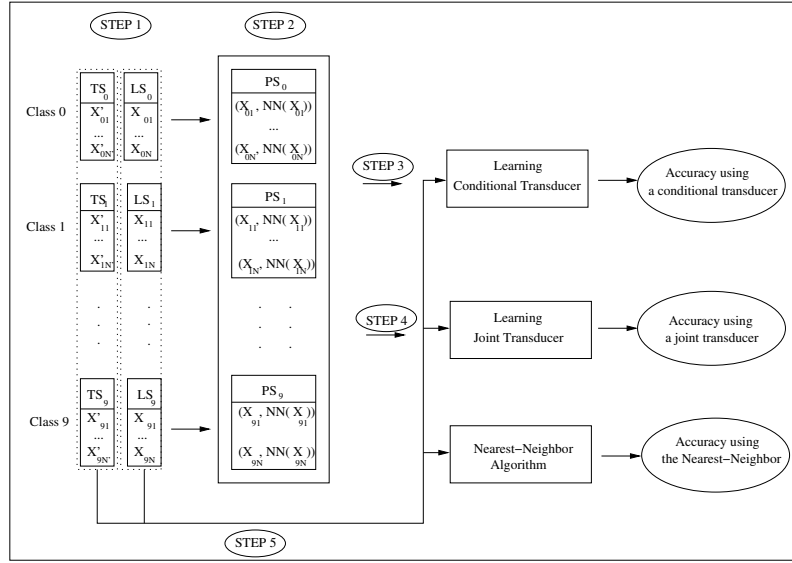 STEP 1
STEP 2
Class 0
TS0
X'01
...
X'0N'
LS0
X01
...
X0N
PS0
(X01, NN(X01))
...
(X0N, NN(X0N))
Class 1
TS1
X'11
...
X'1N'
LS1
X11
...
X1N
PS1
(X11, NN(X11))
...
(X1N, NN(X1N))
. . . .
. . . .
. . . .
Class 9
TS9
X'91
...
X'9N'
LS9
X91
...
X9N
PS9
(X91, NN(X91))
(X9N, NN(X9N))
STEP 3
Learning
Conditional Transducer
Accuracy using
a conditional transducer
STEP 4
Learning
Joint Transducer
Accuracy using
a joint transducer
Nearest−Neighbor
Algorithm
Accuracy using
the Nearest−Neighbor
STEP 5